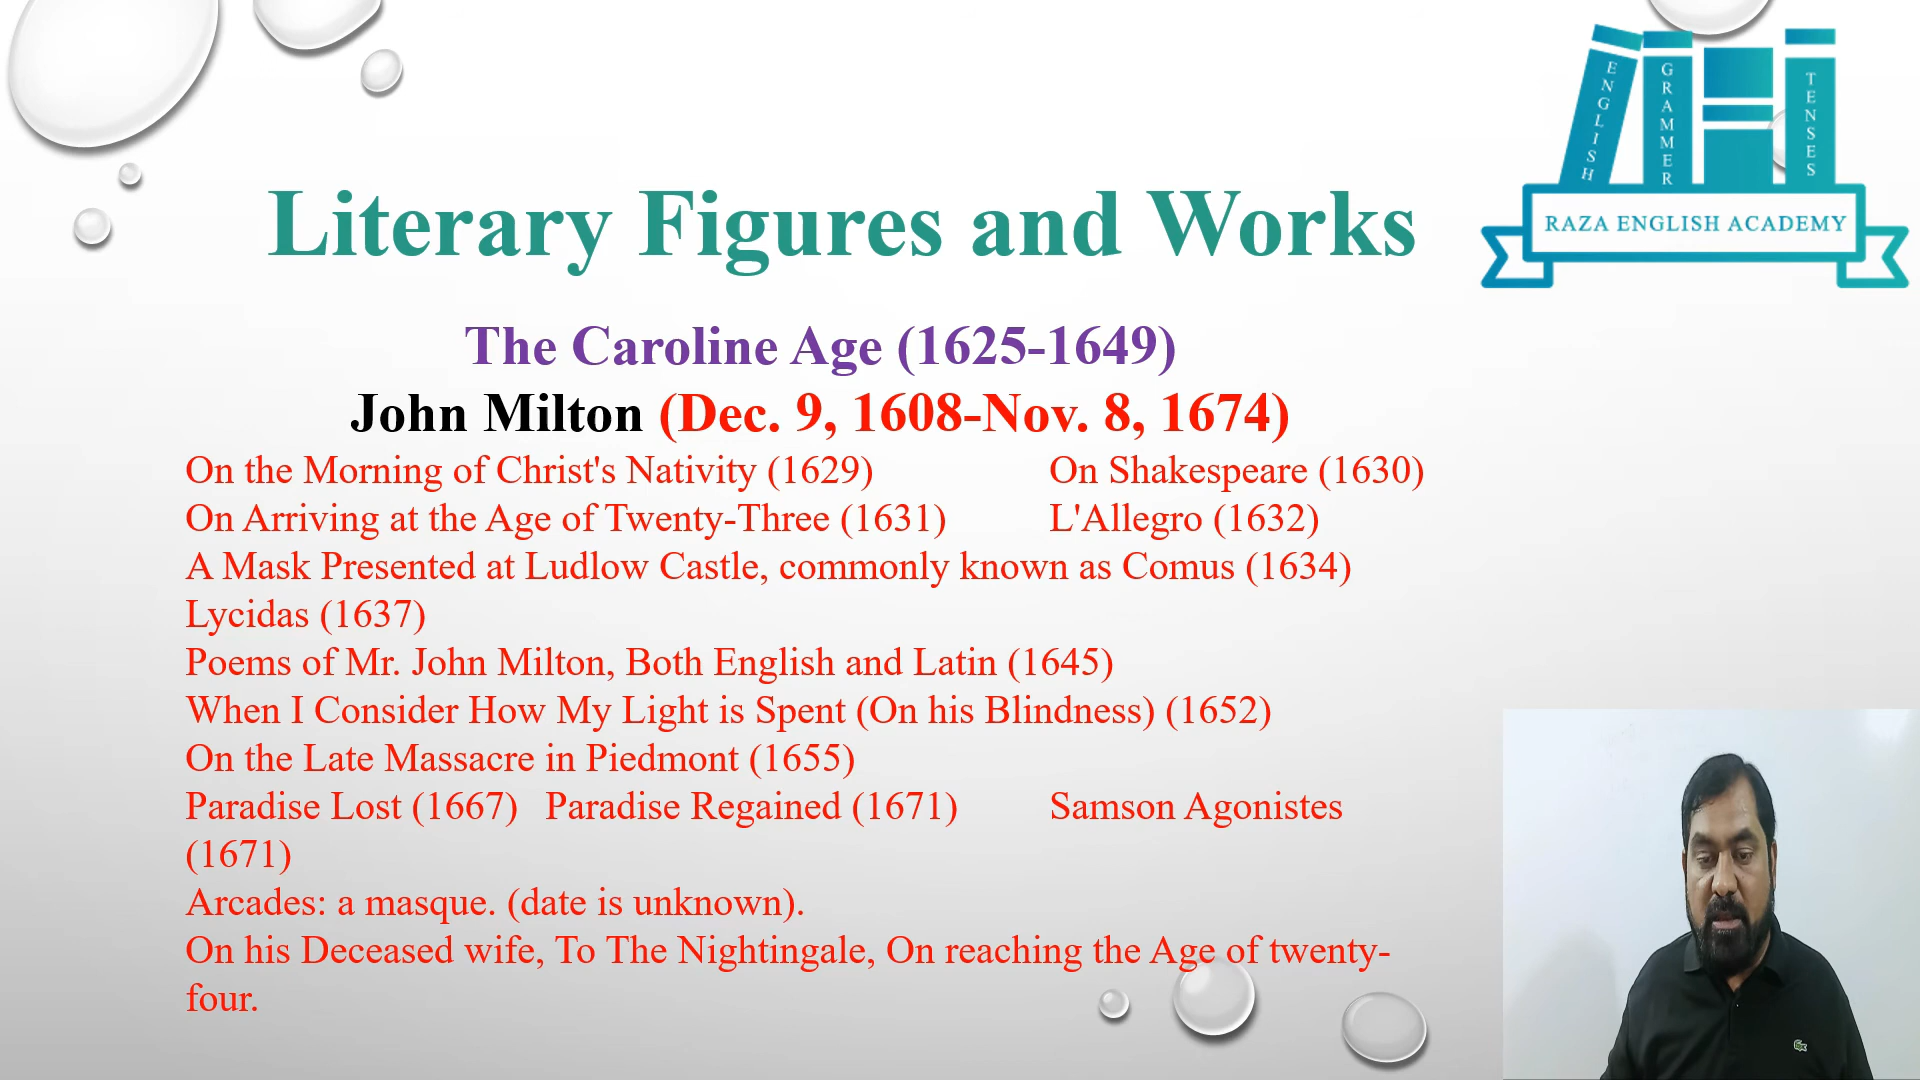 ENGLISH
GRAMMER
TENSES
RAZA ENGLISH ACADEMY
Literary Figures and Works
The Caroline Age (1625-1649)
John Milton (Dec. 9, 1608-Nov. 8, 1674)
On the Morning of Christ's Nativity (1629) On Shakespeare (1630)
On Arriving at the Age of Twenty-Three (1631) L'Allegro (1632)
A Mask Presented at Ludlow Castle, commonly known as Comus (1634)
Lycidas (1637)
Poems of Mr. John Milton, Both English and Latin (1645)
When I Consider How My Light is Spent (On his Blindness) (1652)
On the Late Massacre in Piedmont (1655)
Paradise Lost (1667) Paradise Regained (1671) Samson Agonistes
(1671)
Arcades: a masque. (date is unknown).
On his Deceased wife, To The Nightingale, On reaching the Age of twenty-
four.